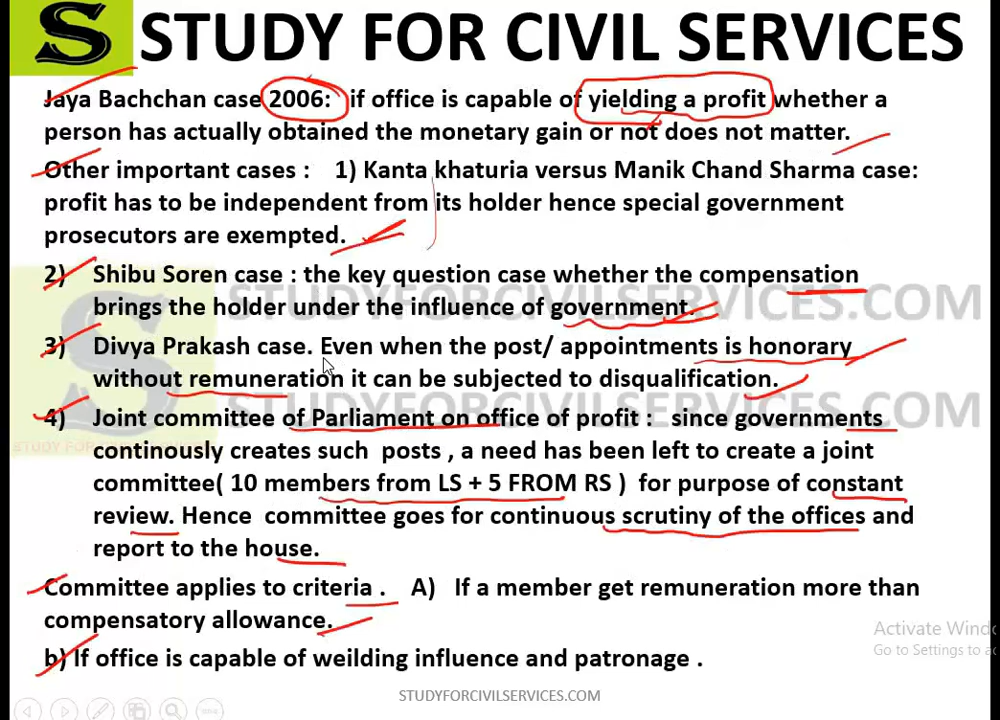 S STUDY FOR CIVIL SERVICES
Jaya Bachchan case 2006: if office is capable of yielding a profit whether a
person has actually obtained the monetary gain or not does not matter.
Other important cases : 1) Kanta khaturia versus Manik Chand Sharma case:
profit has to be independent from its holder hence special government
prosecutors are exempted.
2) Shibu Soren case : the key question case whether the compensation
brings the holder under the influence of government.
STUDYFORCIVILSERVICES.COM
3) Divya Prakash case. Even when the post/ appointments is honorary
without remuneration it can be subjected to disqualification.
STUDYFORCIVILSERVICES.COM
4) Joint committee of Parliament on office of profit : since governments
continously creates such posts , a need has been left to create a joint
committee( 10 members from LS + 5 FROM RS ) for purpose of constant
review. Hence committee goes for continuous scrutiny of the offices and
report to the house.
Committee applies to criteria . A) If a member get remuneration more than
compensatory allowance.
b) If office is capable of weilding influence and patronage .
STUDYFORCIVILSERVICES.COM